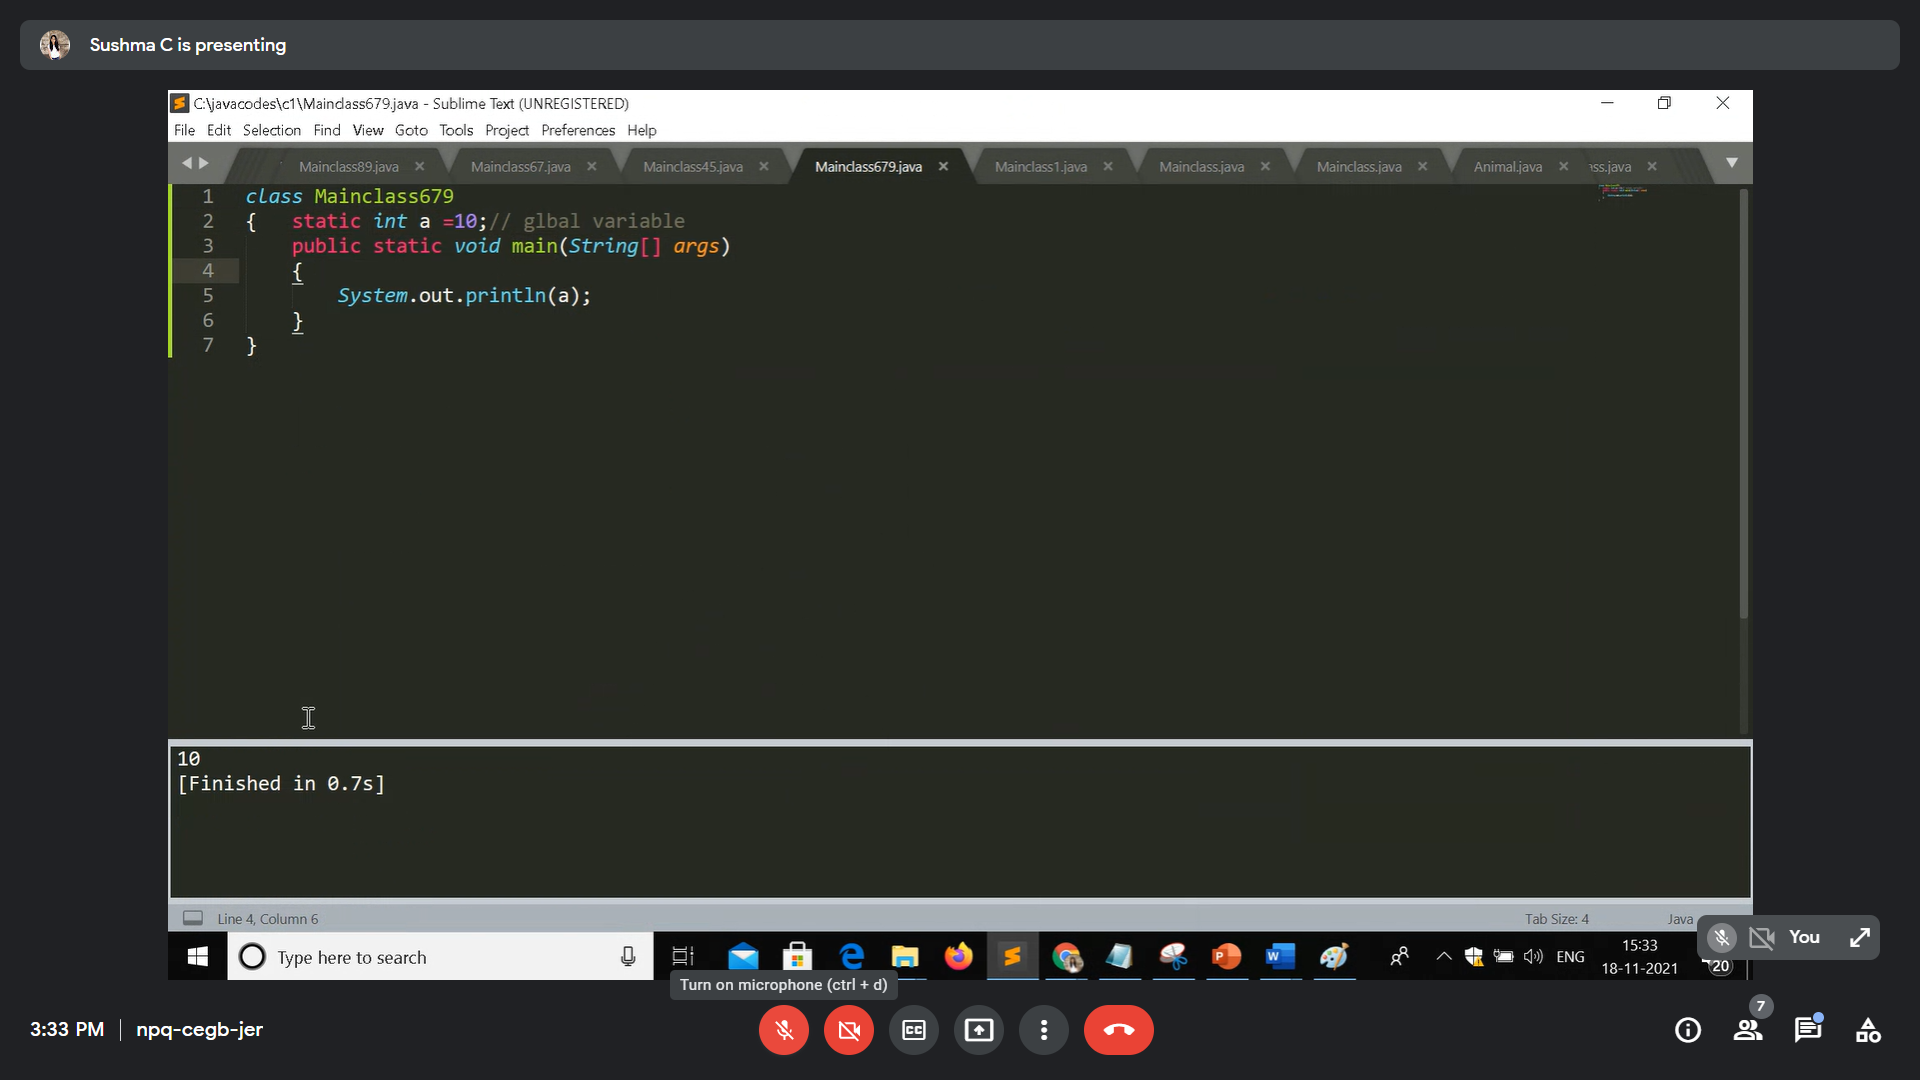 Sushma C is presenting
C:\javacodes\c1\Mainclass679.java - Sublime Text (UNREGISTERED)
File Edit Selection Find View Goto Tools Project Preferences Help
Mainclass89.java Mainclass67.java Mainclass45.java Mainclass679.java Mainclass1.java Mainclass.java Mainclass.java Animal.java ss.java
1 class Mainclass679
2 { static int a =10;// glbal variable
3 public static void main(String[] args)
4 {
5 System.out.println(a);
6 }
7 }
10
[Finished in 0.7s]
Line 4, Column 6 Tab Size: 4 Java
You
Type here to search ENG 15:33
18-11-2021 20
Turn on microphone (ctrl + d)
3:33 PM npq-cegb-jer CC 7